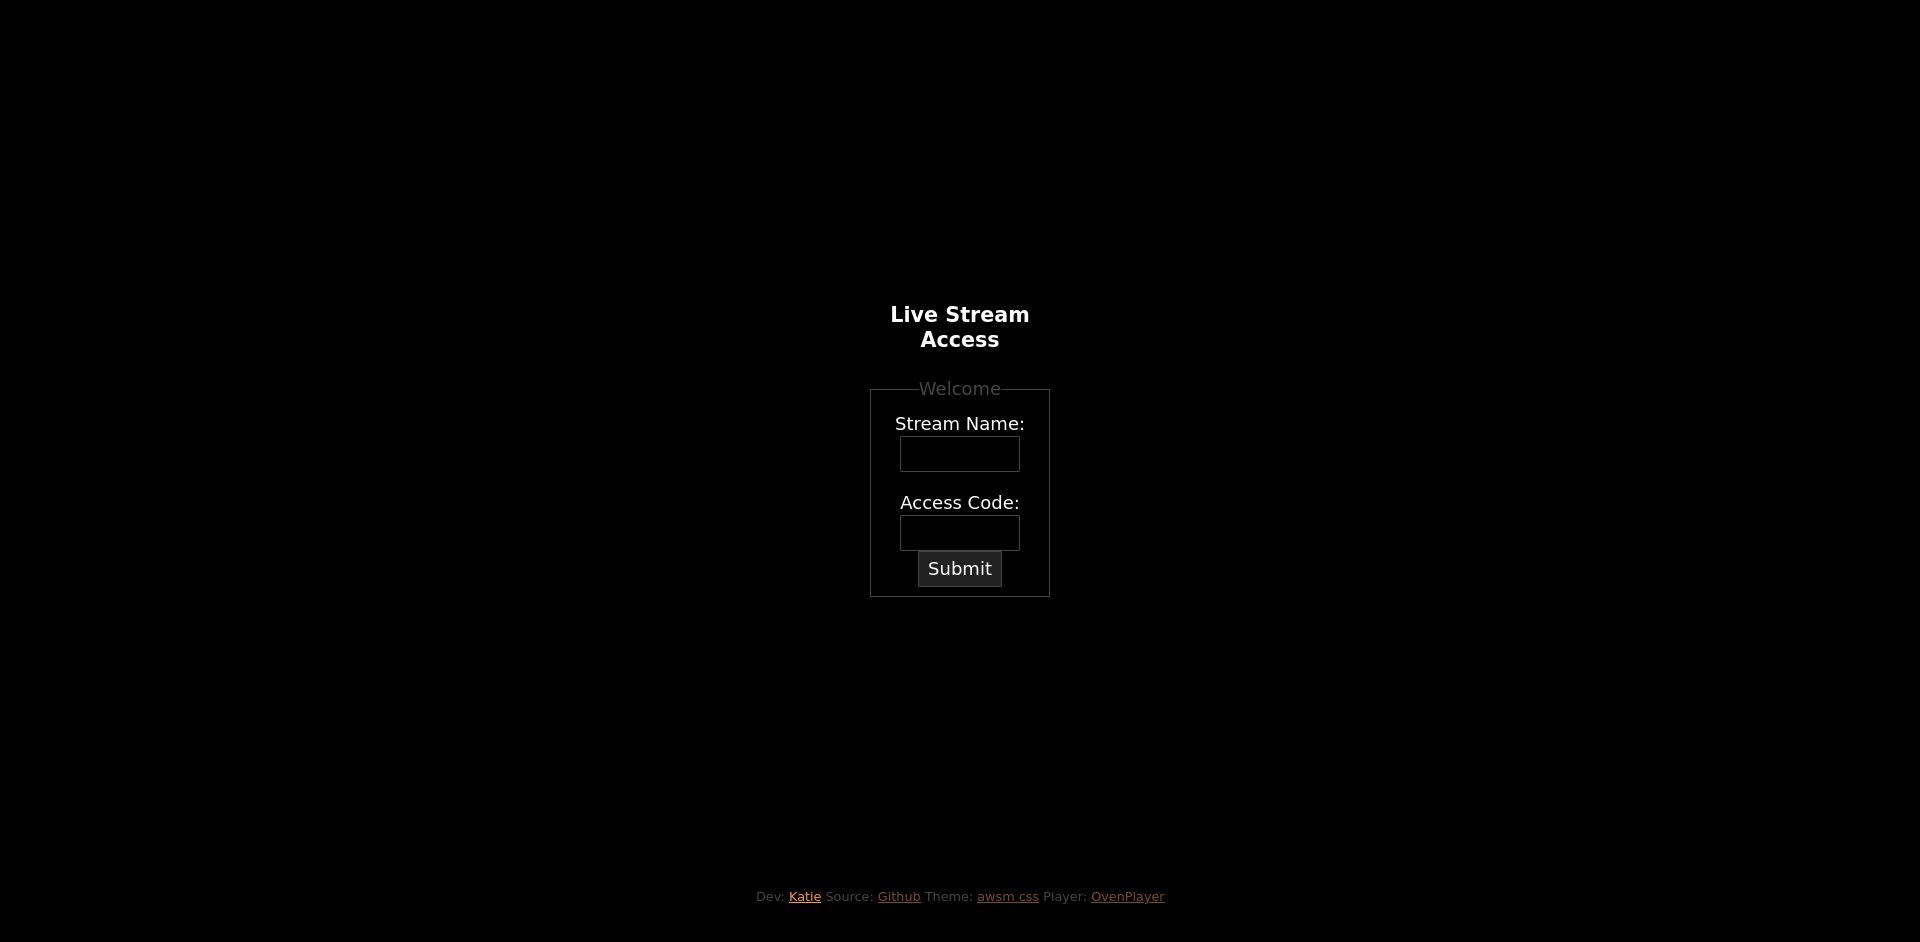 Live Stream
Access
Welcome
Stream Name:
Access Code:
Submit
Dev: Katie Source: Github Theme: awsm css Player: OvenPlayer